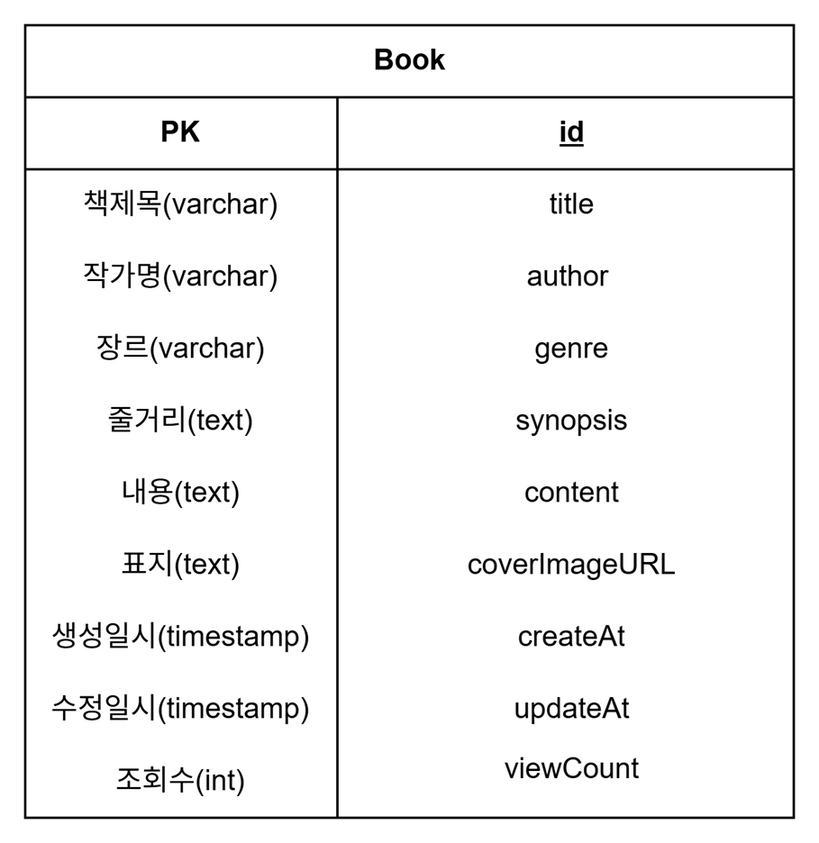 Book
PK id
책제목(varchar) title
작가명(varchar) author
장르(varchar) genre
줄거리(text) synopsis
내용(text) content
표지(text) coverImageURL
생성일시(timestamp) createAt
수정일시(timestamp) updateAt
조회수(int) viewCount